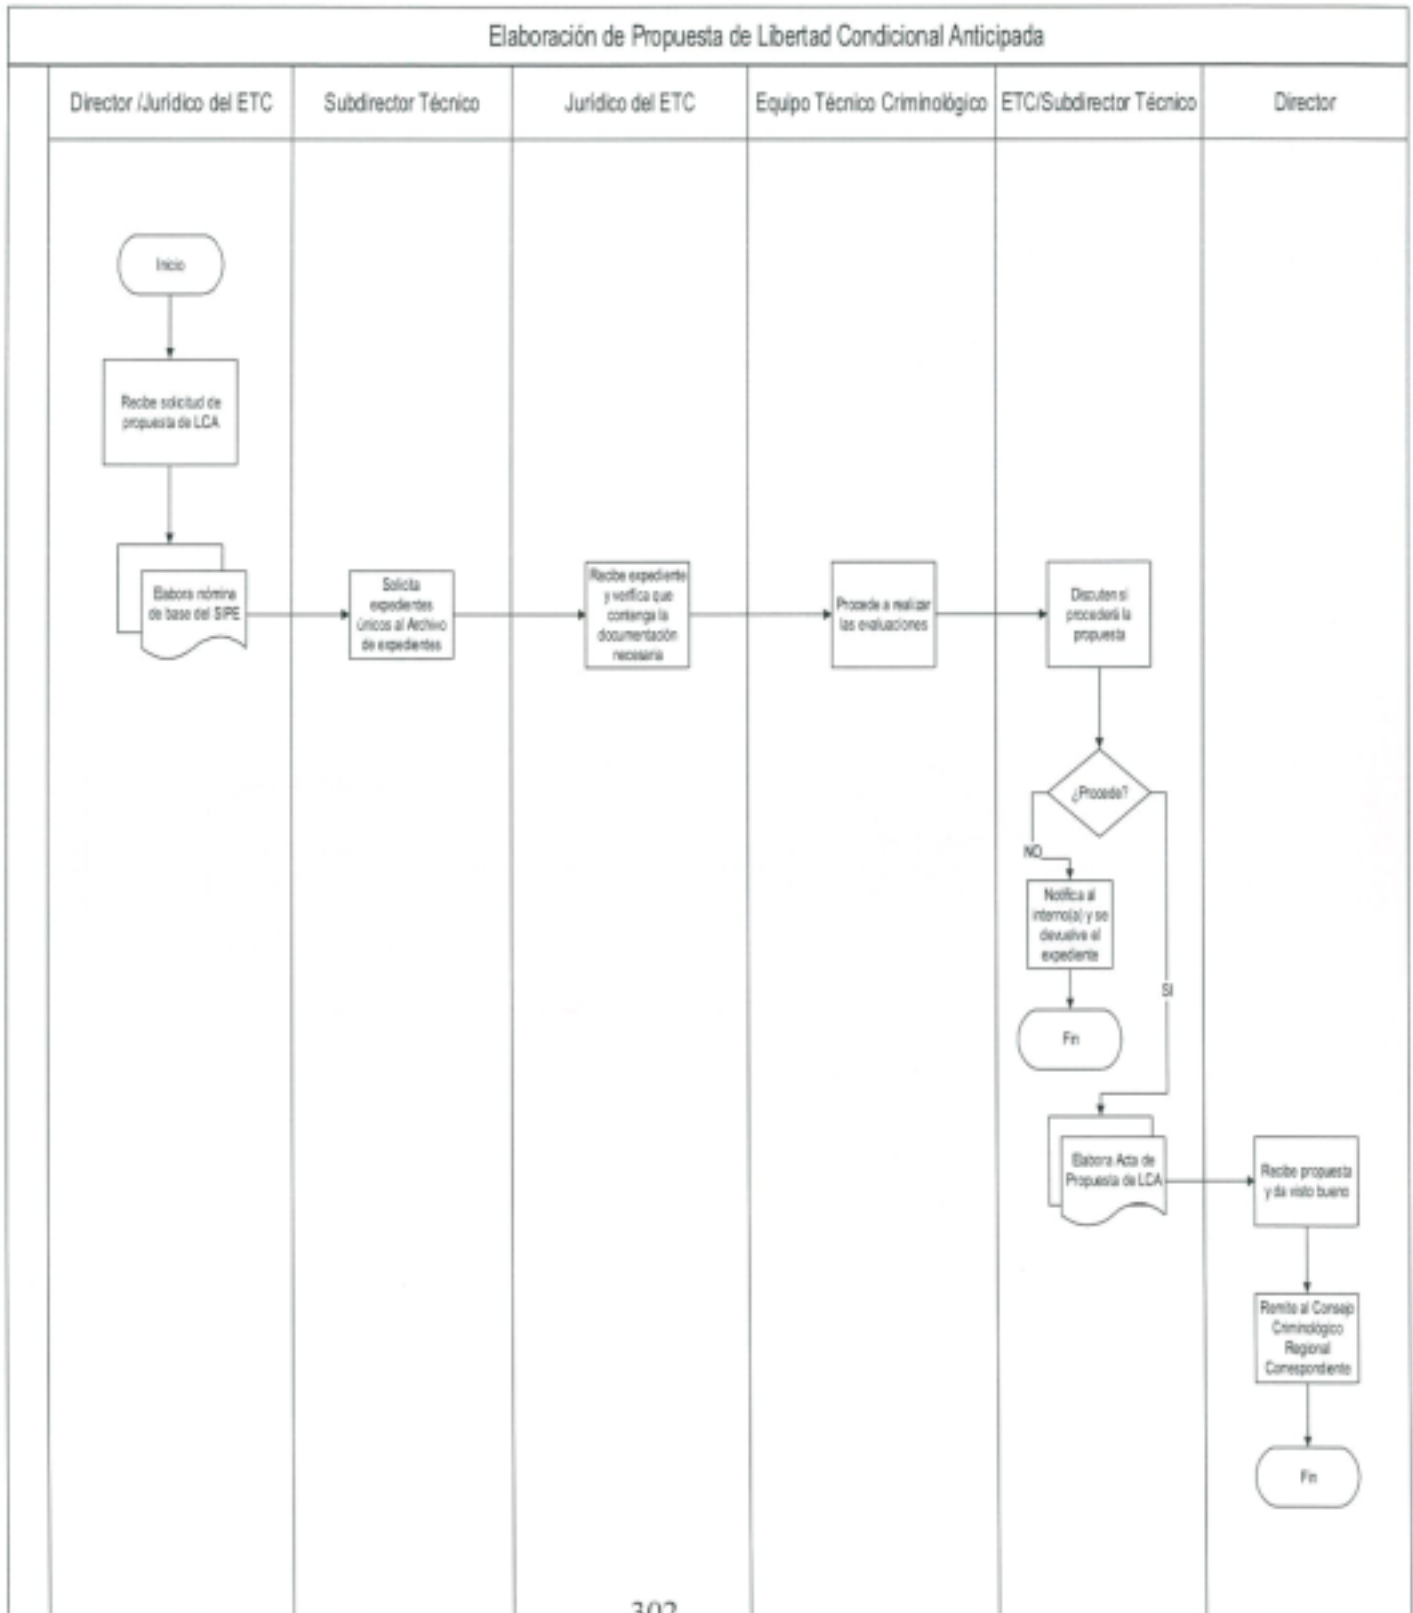 Elaboración de Propuesta de Libertad Condicional Anticipada
Director /Jurídico del ETC
Subdirector Técnico
Jurídico del ETC
Equipo Técnico Criminológico
ETC/Subdirector Técnico
Director
Inicio
Recibe solicitud de
propuesta de LCA
Elabora nómina
de base del SIPE
Solicita
expedientes
únicos al Archivo
de expedientes
Recibe expediente
y verifica que
contenga la
documentación
necesaria
Procede a realizar
las evaluaciones
Discuten si
procederá la
propuesta
¿Procede?
NO
Notifica al
interno(a) y se
devuelve el
expediente
SI
Fin
Elabora Acta de
Propuesta de LCA
Recibe propuesta
y da visto bueno
Remite al Consejo
Criminológico
Regional
Correspondiente
Fin
302